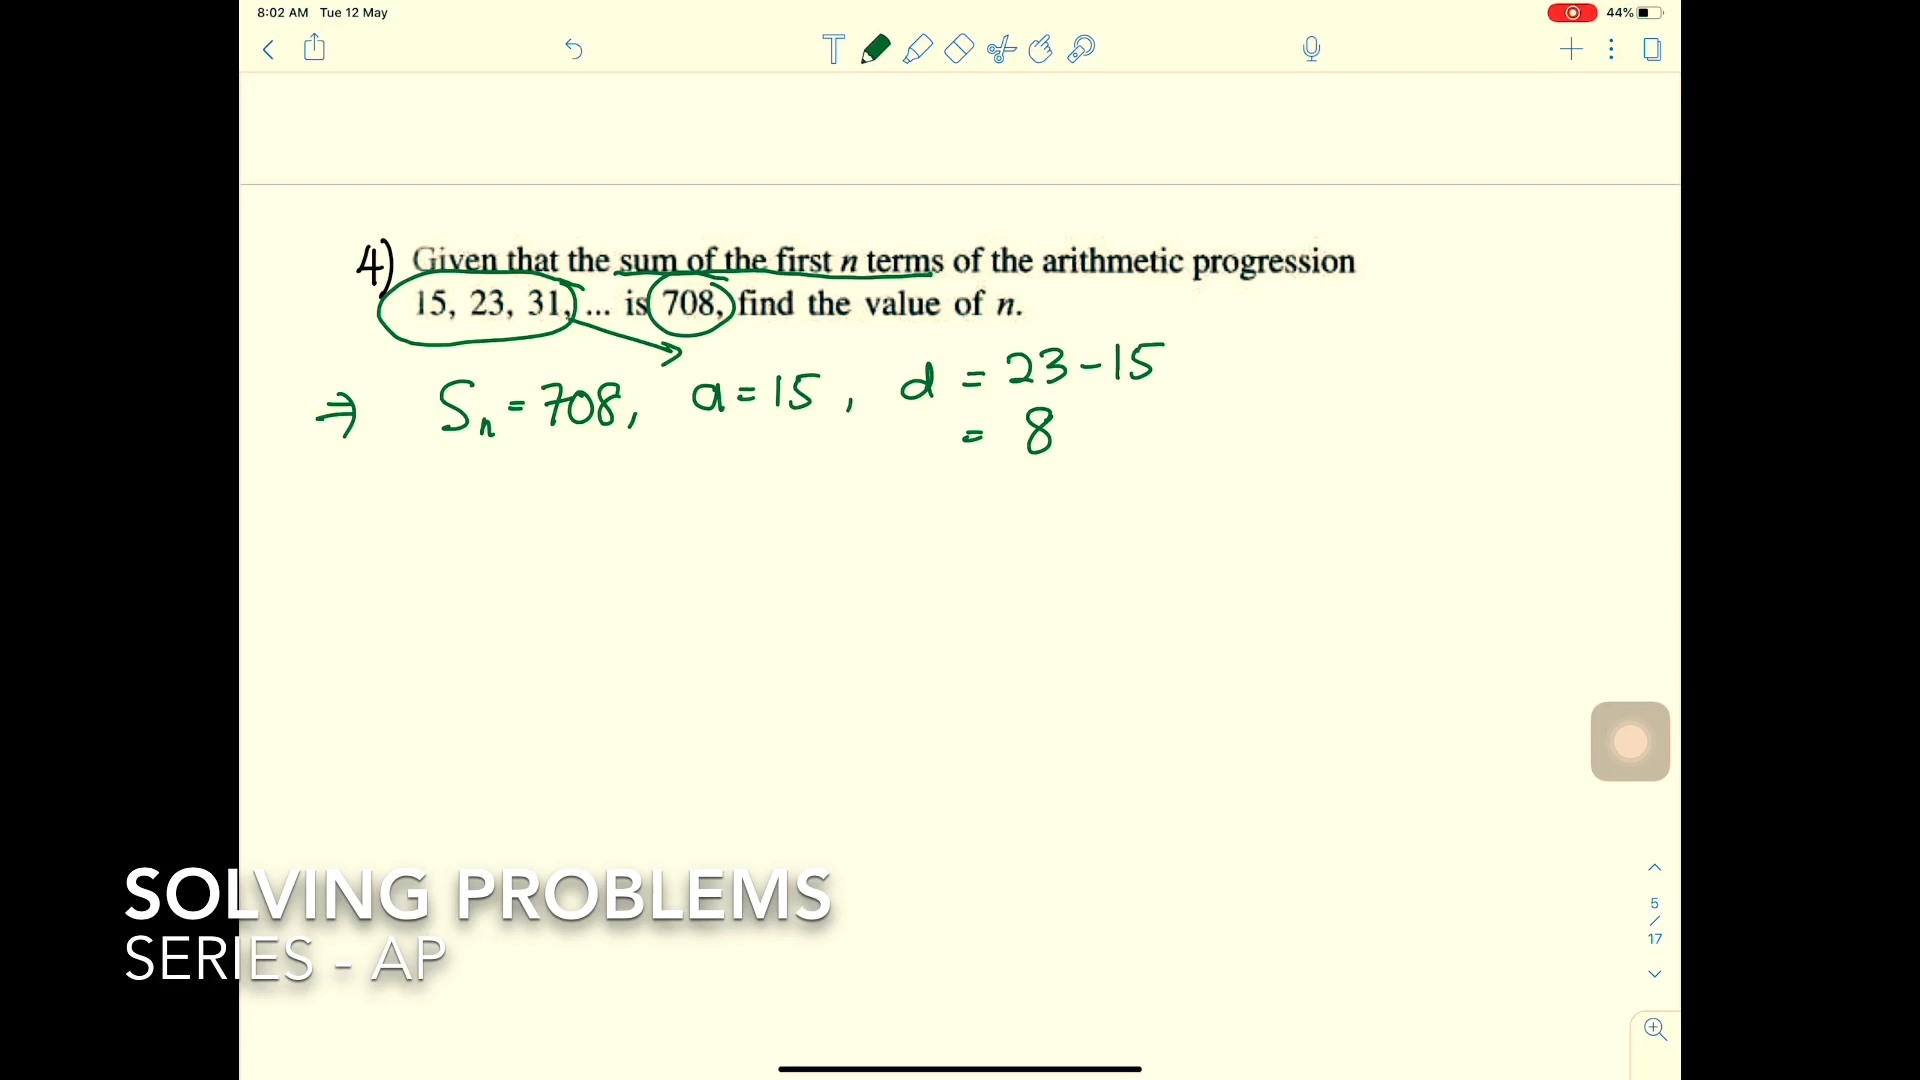 8:02 AM Tue 12 May
44%
4) Given that the sum of the first n terms of the arithmetic progression
15, 23, 31, ... is 708, find the value of n.
⇒ Sₙ = 708, a = 15, d = 23 - 15
= 8
SOLVING PROBLEMS
SERIES - AP
5
/
17